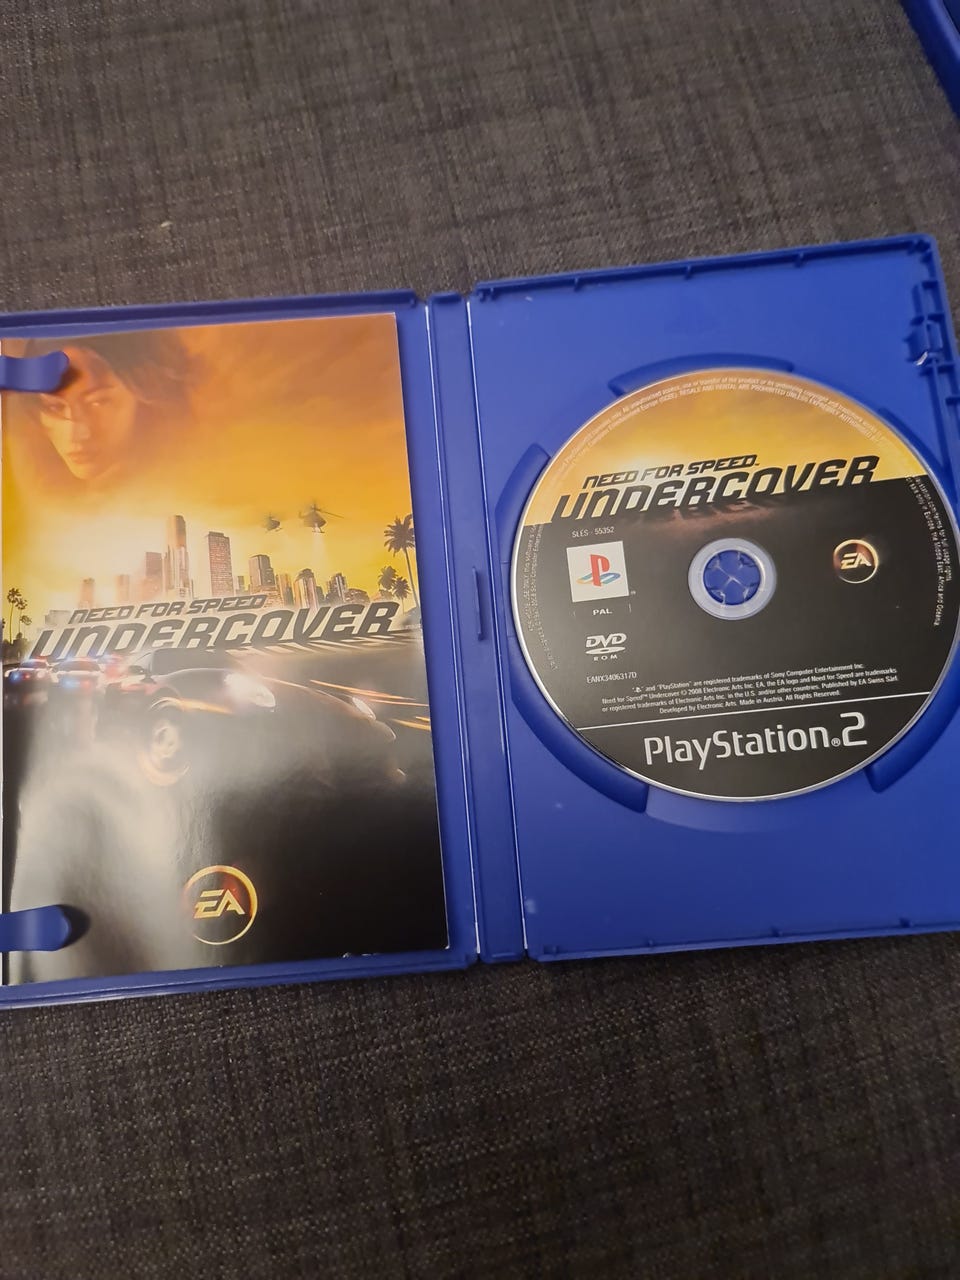 NEED FOR SPEED
UNDERCOVER
EA
NEED FOR SPEED™
UNDERCOVER
SLES - 55352
EA
PAL
DVD
ROM
EANX3406317D
"PS" and "PlayStation" are registered trademarks of Sony Computer Entertainment Inc.
Need for Speed™ Undercover © 2008 Electronic Arts Inc. EA, the EA logo and Need for Speed are trademarks
or registered trademarks of Electronic Arts Inc. in the U.S. and/or other countries. Published by EA Swiss Sàrl.
Developed by Electronic Arts. Made in Austria. All Rights Reserved.
PlayStation®2